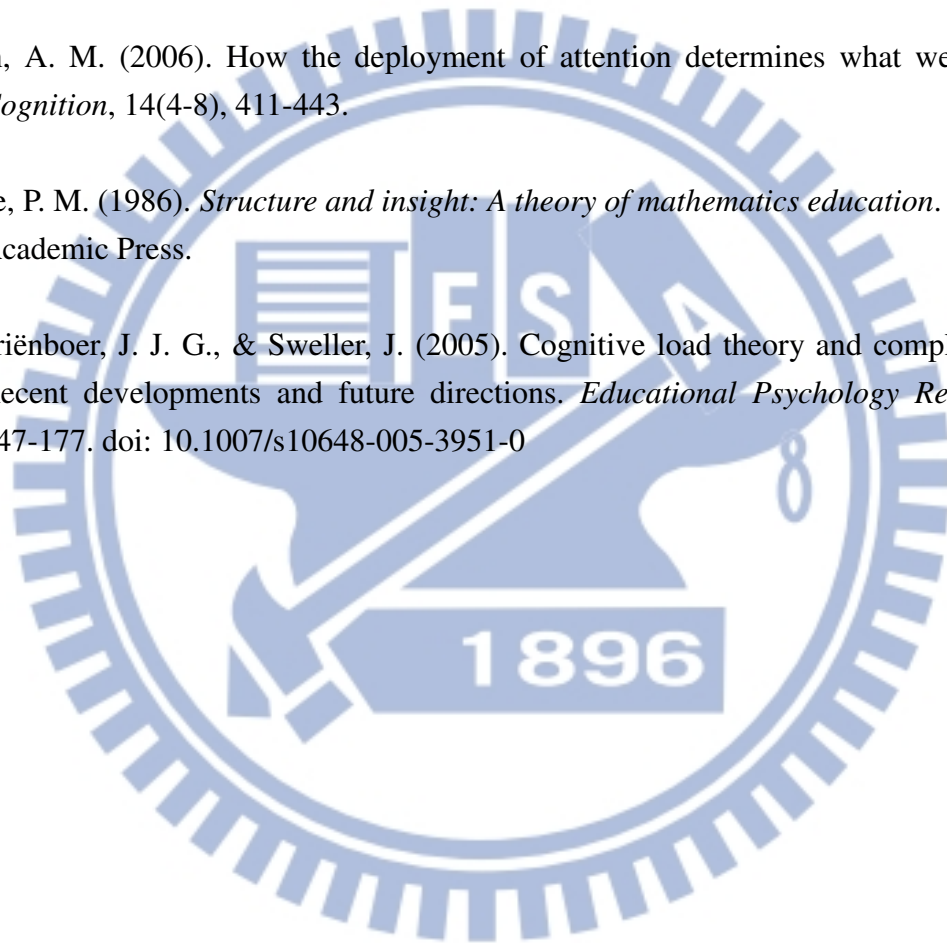 , A. M. (2006). How the deployment of attention determines what we
ognition, 14(4-8), 411-443.
e, P. M. (1986). Structure and insight: A theory of mathematics education.
cademic Press.
riënboer, J. J. G., & Sweller, J. (2005). Cognitive load theory and comp
ecent developments and future directions. Educational Psychology Re
47-177. doi: 10.1007/s10648-005-3951-0
E S A
8
1896